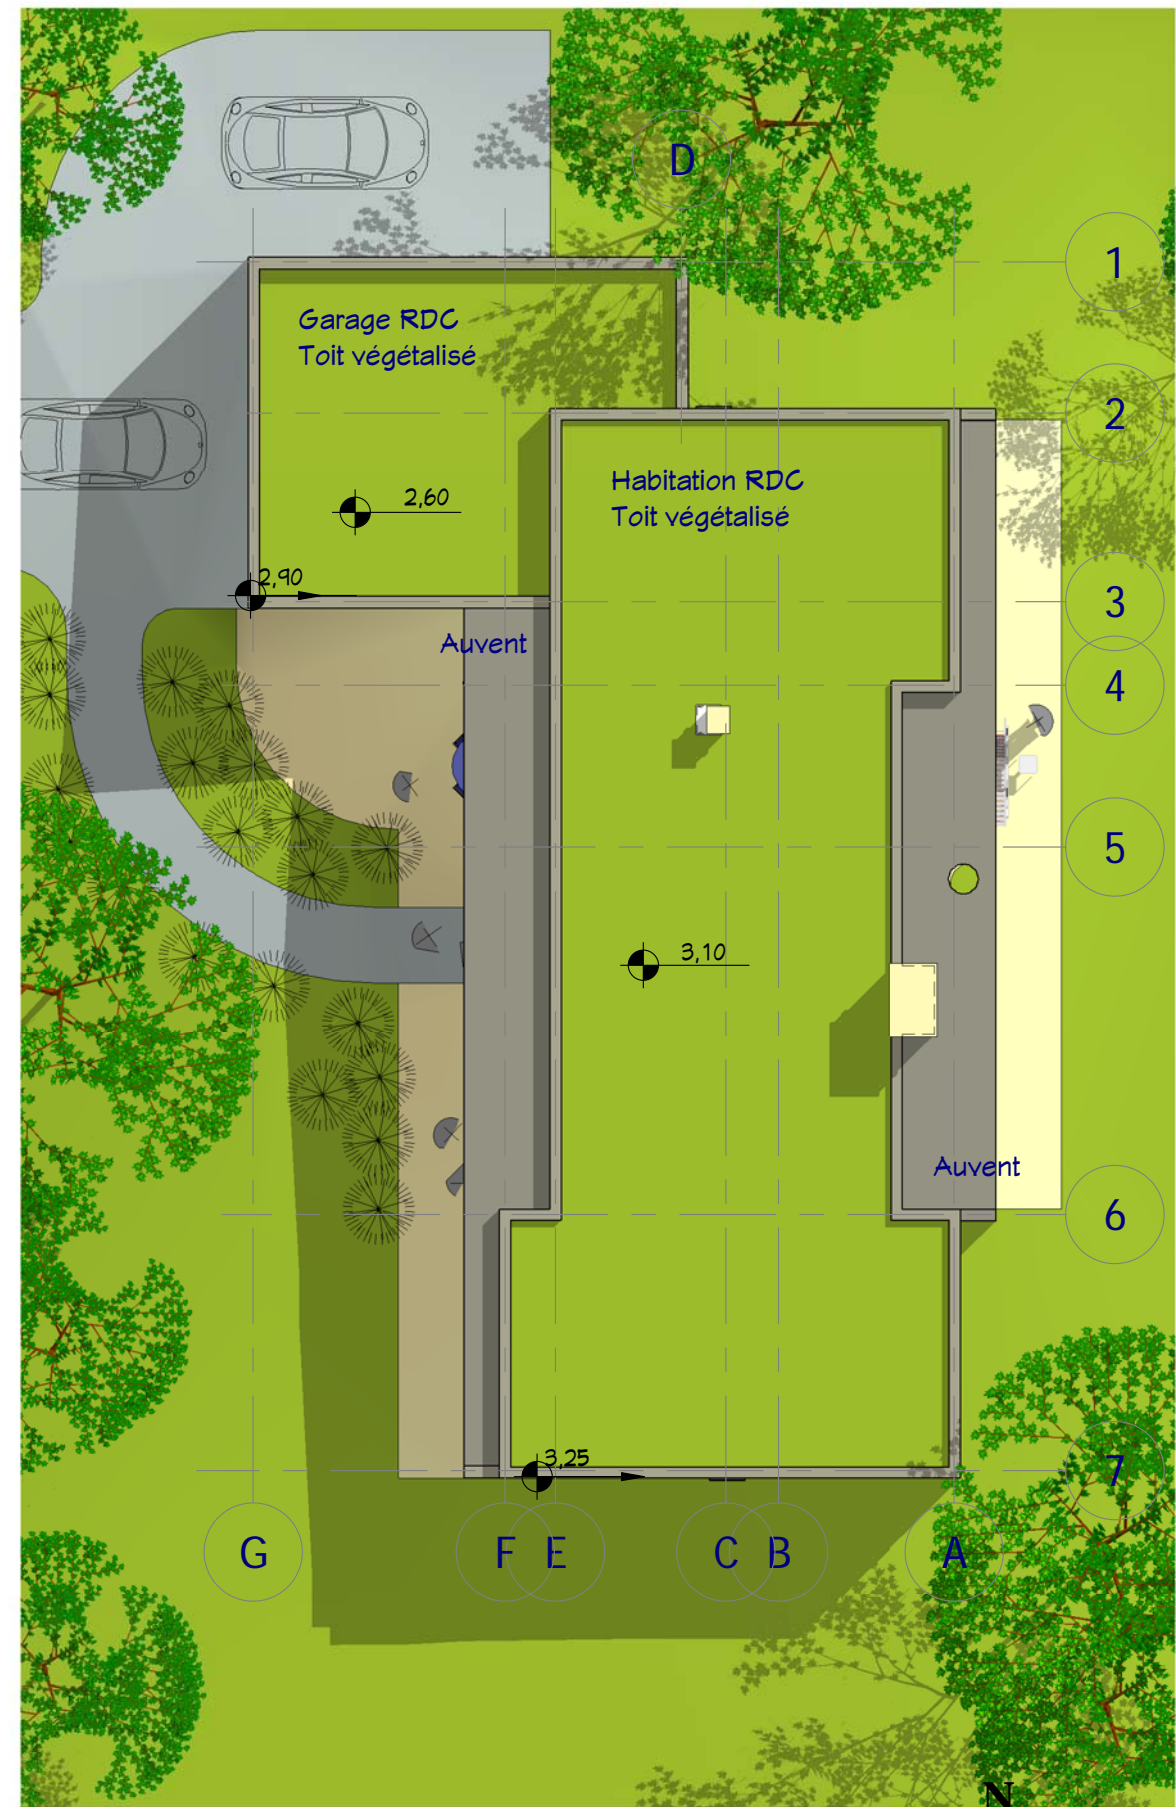 D
1
Garage RDC
Toit végétalisé
2
Habitation RDC
Toit végétalisé
2,60
2,90
3
Auvent
4
5
3,10
Auvent
6
3,25
7
G
F
E
C
B
A
N